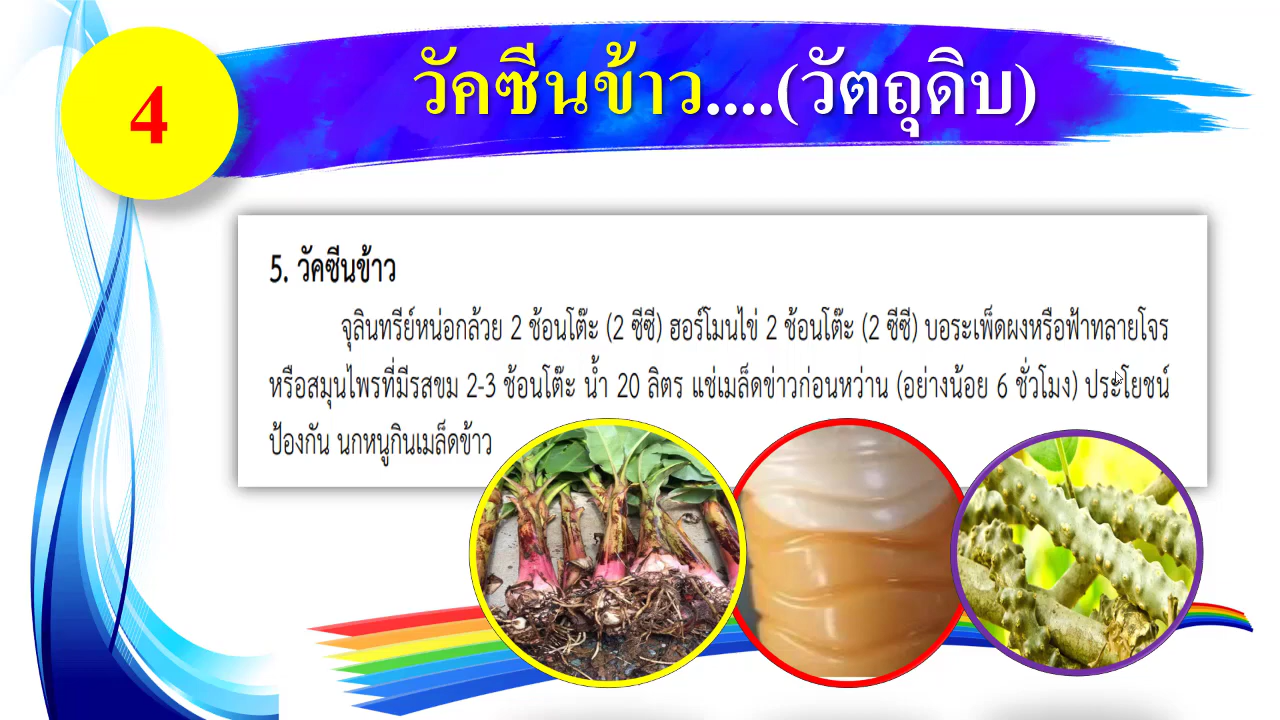 4
วัคซีนข้าว....(วัตถุดิบ)
5. วัคซีนข้าว
จุลินทรีย์หน่อกล้วย 2 ช้อนโต๊ะ (2 ซีซี) ฮอร์โมนไข่ 2 ช้อนโต๊ะ (2 ซีซี) บอระเพ็ดผงหรือฟ้าทลายโจร
หรือสมุนไพรที่มีรสขม 2-3 ช้อนโต๊ะ น้ำ 20 ลิตร แช่เมล็ดข่าวก่อนหว่าน (อย่างน้อย 6 ชั่วโมง) ประโยชน์
ป้องกัน นกหนูกินเมล็ดข้าว